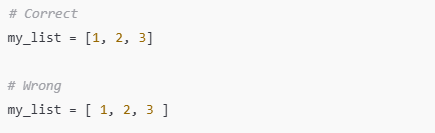 # Correct
my_list = [1, 2, 3]
# Wrong
my_list = [ 1, 2, 3 ]